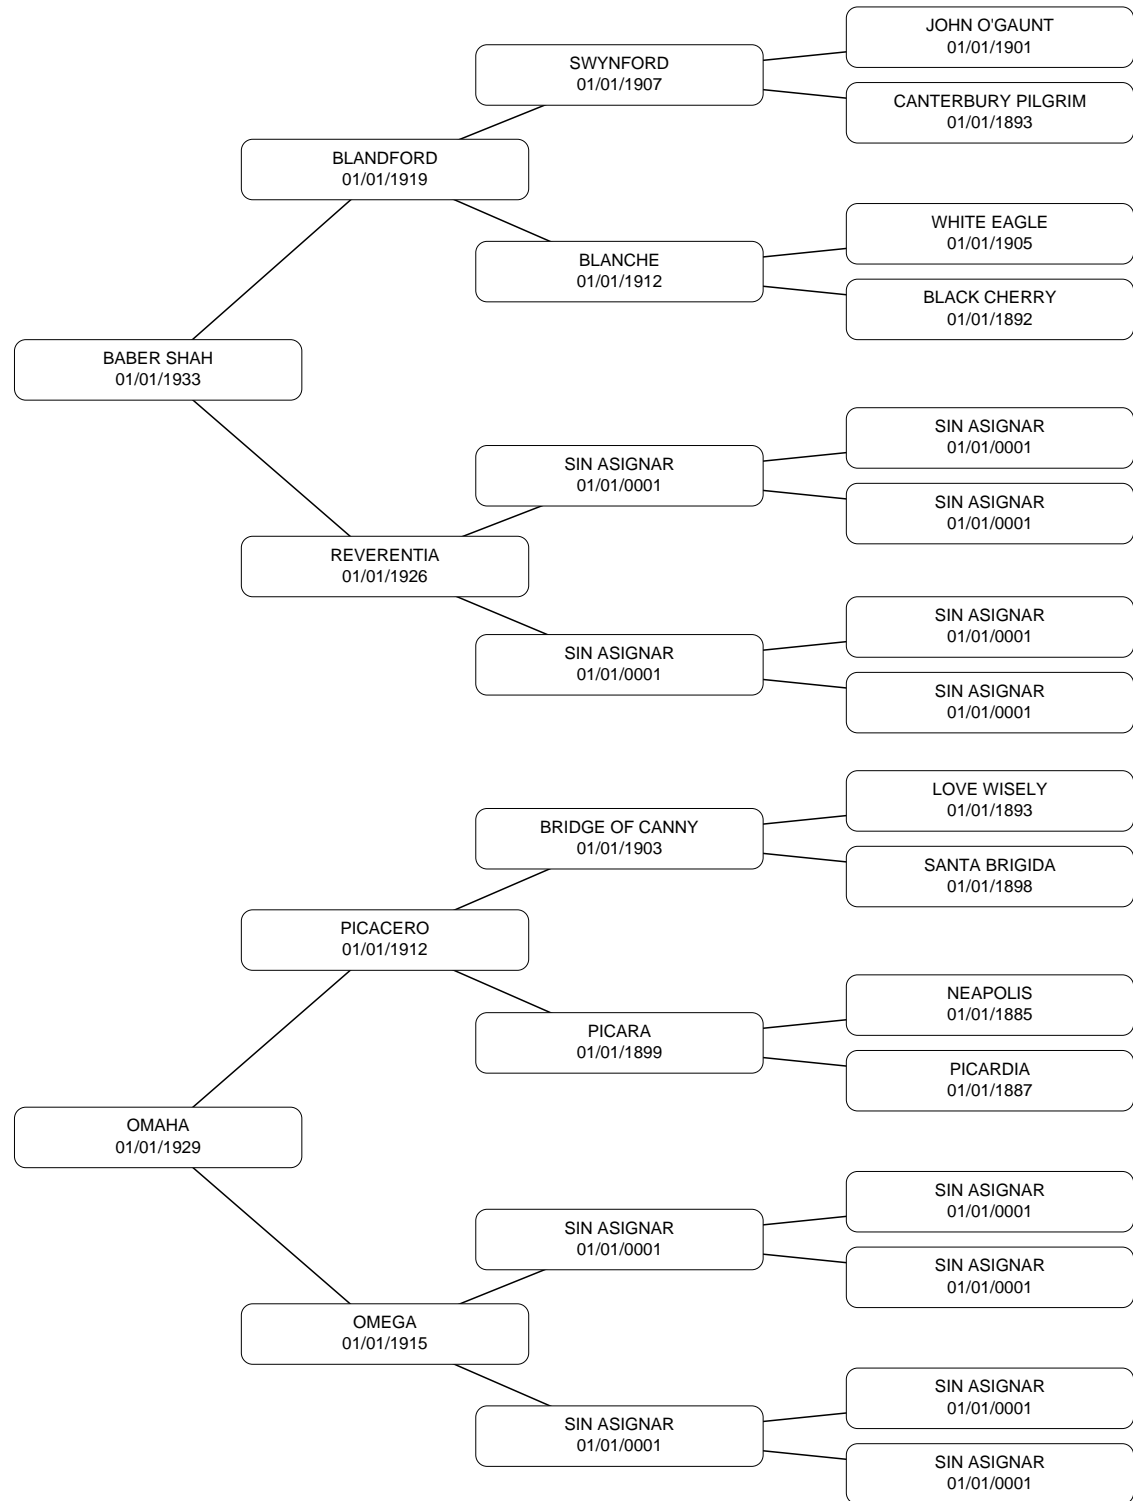 JOHN O'GAUNT
01/01/1901
SWYNFORD
01/01/1907
CANTERBURY PILGRIM
01/01/1893
BLANDFORD
01/01/1919
WHITE EAGLE
01/01/1905
BLANCHE
01/01/1912
BLACK CHERRY
01/01/1892
BABER SHAH
01/01/1933
SIN ASIGNAR
01/01/0001
SIN ASIGNAR
01/01/0001
SIN ASIGNAR
01/01/0001
REVERENTIA
01/01/1926
SIN ASIGNAR
01/01/0001
SIN ASIGNAR
01/01/0001
SIN ASIGNAR
01/01/0001
LOVE WISELY
01/01/1893
BRIDGE OF CANNY
01/01/1903
SANTA BRIGIDA
01/01/1898
PICACERO
01/01/1912
NEAPOLIS
01/01/1885
PICARA
01/01/1899
PICARDIA
01/01/1887
OMAHA
01/01/1929
SIN ASIGNAR
01/01/0001
SIN ASIGNAR
01/01/0001
SIN ASIGNAR
01/01/0001
OMEGA
01/01/1915
SIN ASIGNAR
01/01/0001
SIN ASIGNAR
01/01/0001
SIN ASIGNAR
01/01/0001